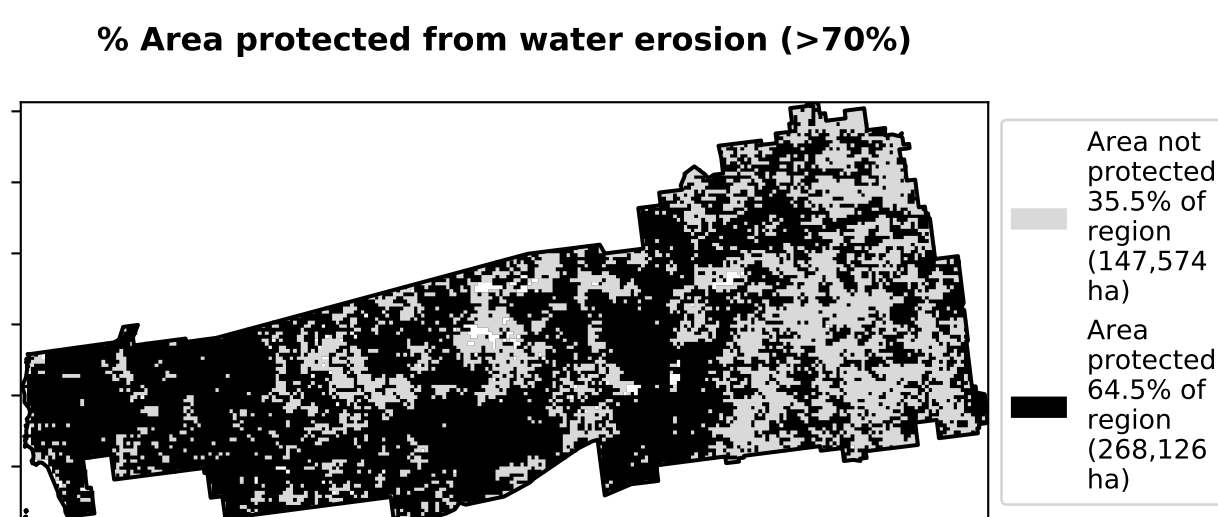 % Area protected from water erosion (>70%)
Area not
protected
35.5% of
region
(147,574
ha)
Area
protected
64.5% of
region
(268,126
ha)